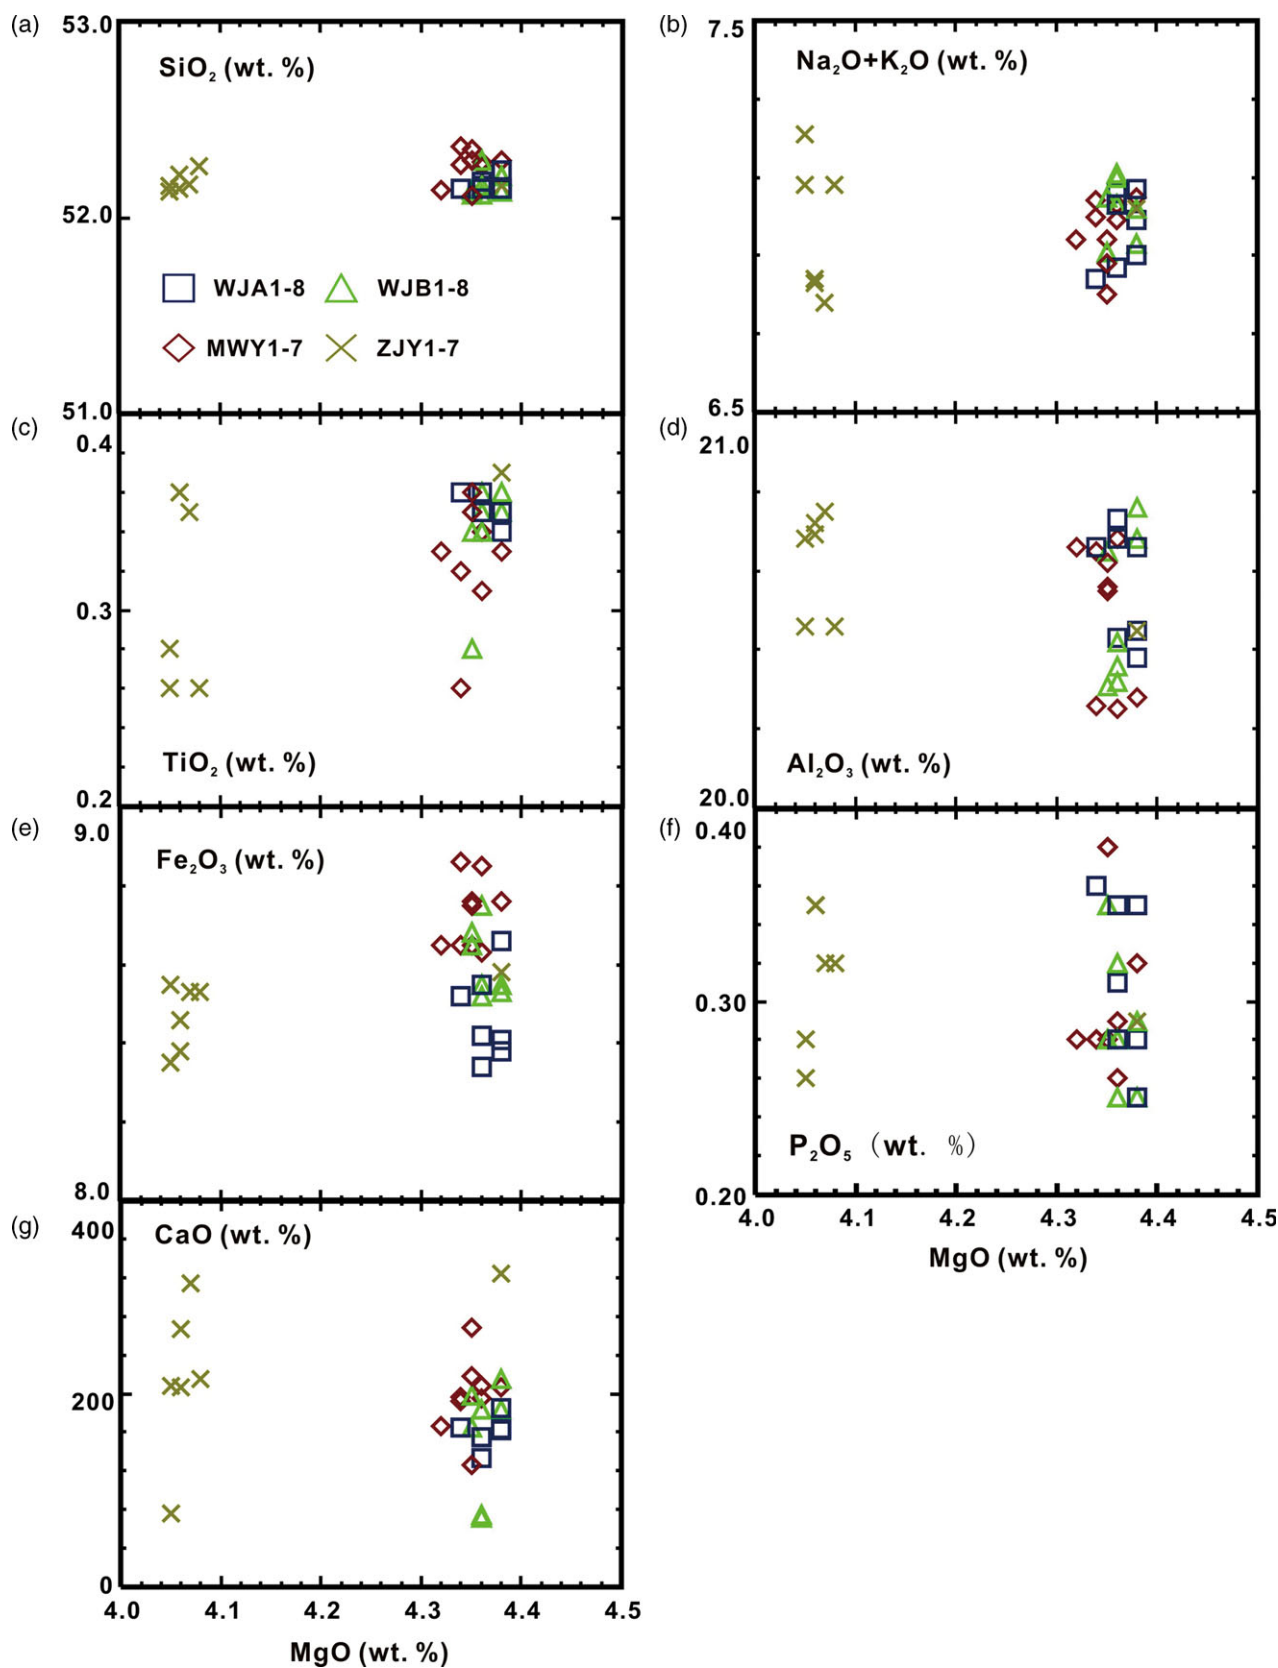 (a)
53.0
SiO₂ (wt. %)
52.0
WJA1-8
WJB1-8
MWY1-7
ZJY1-7
51.0
(b)
7.5
Na₂O+K₂O (wt. %)
6.5
(c)
0.4
0.3
TiO₂ (wt. %)
0.2
(d)
21.0
Al₂O₃ (wt. %)
20.0
(e)
9.0
Fe₂O₃ (wt. %)
8.0
(f)
0.40
0.30
P₂O₅（wt. %）
0.20
4.0 4.1 4.2 4.3 4.4 4.5
MgO (wt. %)
(g)
400
CaO (wt. %)
200
0
4.0 4.1 4.2 4.3 4.4 4.5
MgO (wt. %)